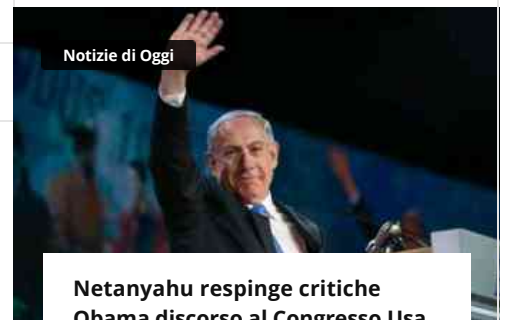 Notizie di Oggi
Netanyahu respinge critiche
Obama discorso al Congresso Usa